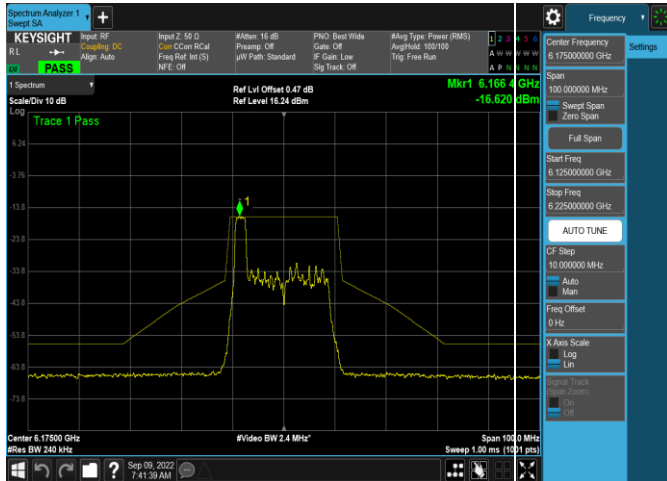 Spectrum Analyzer 1
Swept SA
KEYSIGHT
R L
PASS
Input: RF
Coupling: DC
Align: Auto
Input Z: 50 Ω
Corr CCorr RCal
Freq Ref: Int (S)
NFE: Off
#Atten: 16 dB
Preamp: Off
µW Path: Standard
PNO: Best Wide
Gate: Off
IF Gain: Low
Sig Track: Off
#Avg Type: Power (RMS)
Avg|Hold: 100/100
Trig: Free Run
1 2 3 4 5 6
A W W W W W
A P N N N N
1 Spectrum
Scale/Div 10 dB
Log
Ref Lvl Offset 0.47 dB
Ref Level 16.24 dBm
Mkr1 6.166 4 GHz
-16.620 dBm
Trace 1 Pass
6.24
-3.76
-13.8
-23.8
-33.8
-43.8
-53.8
-63.8
-73.8
1
Center 6.17500 GHz
#Res BW 240 kHz
#Video BW 2.4 MHz*
Span 100.0 MHz
Sweep 1.00 ms (1001 pts)
Sep 09, 2022
7:41:39 AM
Frequency
Settings
Center Frequency
6.175000000 GHz
Span
100.000000 MHz
Swept Span
Zero Span
Full Span
Start Freq
6.125000000 GHz
Stop Freq
6.225000000 GHz
AUTO TUNE
CF Step
10.000000 MHz
Auto
Man
Freq Offset
0 Hz
X Axis Scale
Log
Lin
Signal Track
(Span Zoom)
On
Off